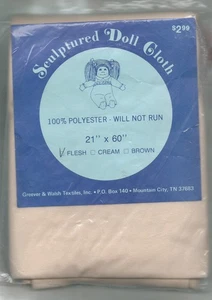 $2.99
Sculptured Doll Cloth
100% POLYESTER - WILL NOT RUN
21" x 60"
FLESH CREAM BROWN
Greever & Walsh Textiles, Inc. • P.O. BOX 140 • Mountain City, TN 37683